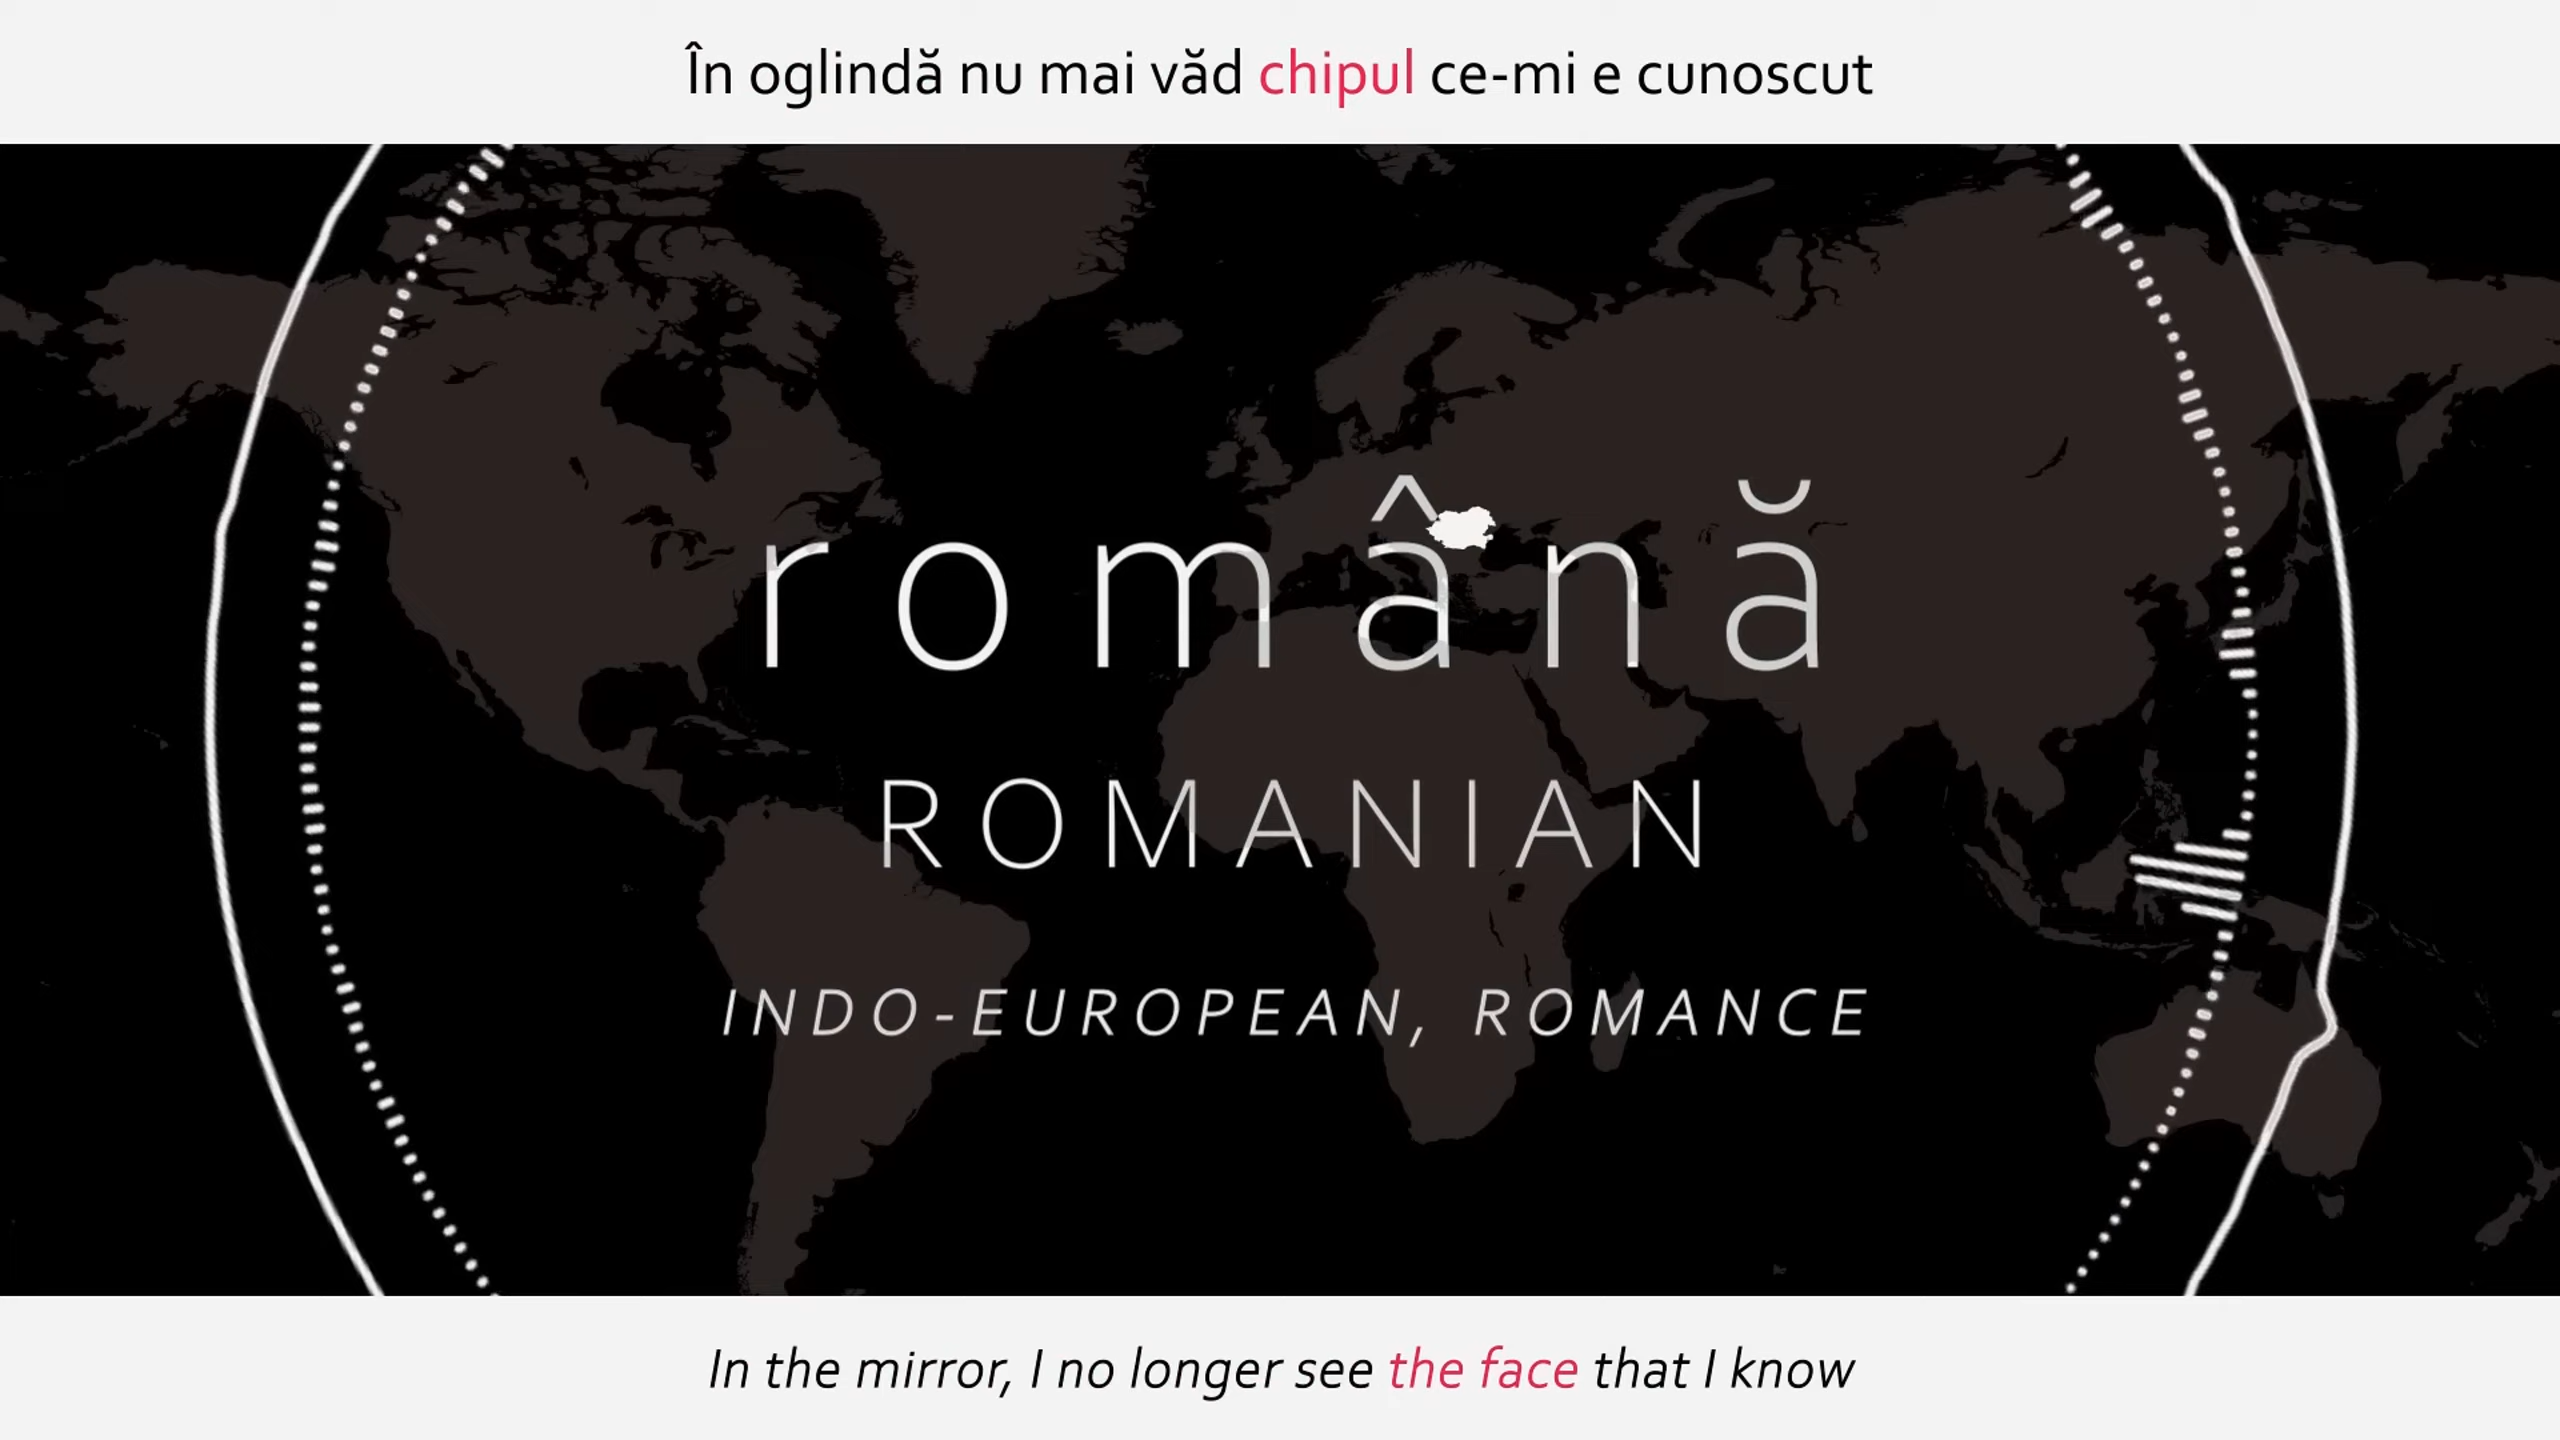 În oglindă nu mai văd chipul ce-mi e cunoscut
română
ROMANIAN
INDO-EUROPEAN, ROMANCE
In the mirror, I no longer see the face that I know